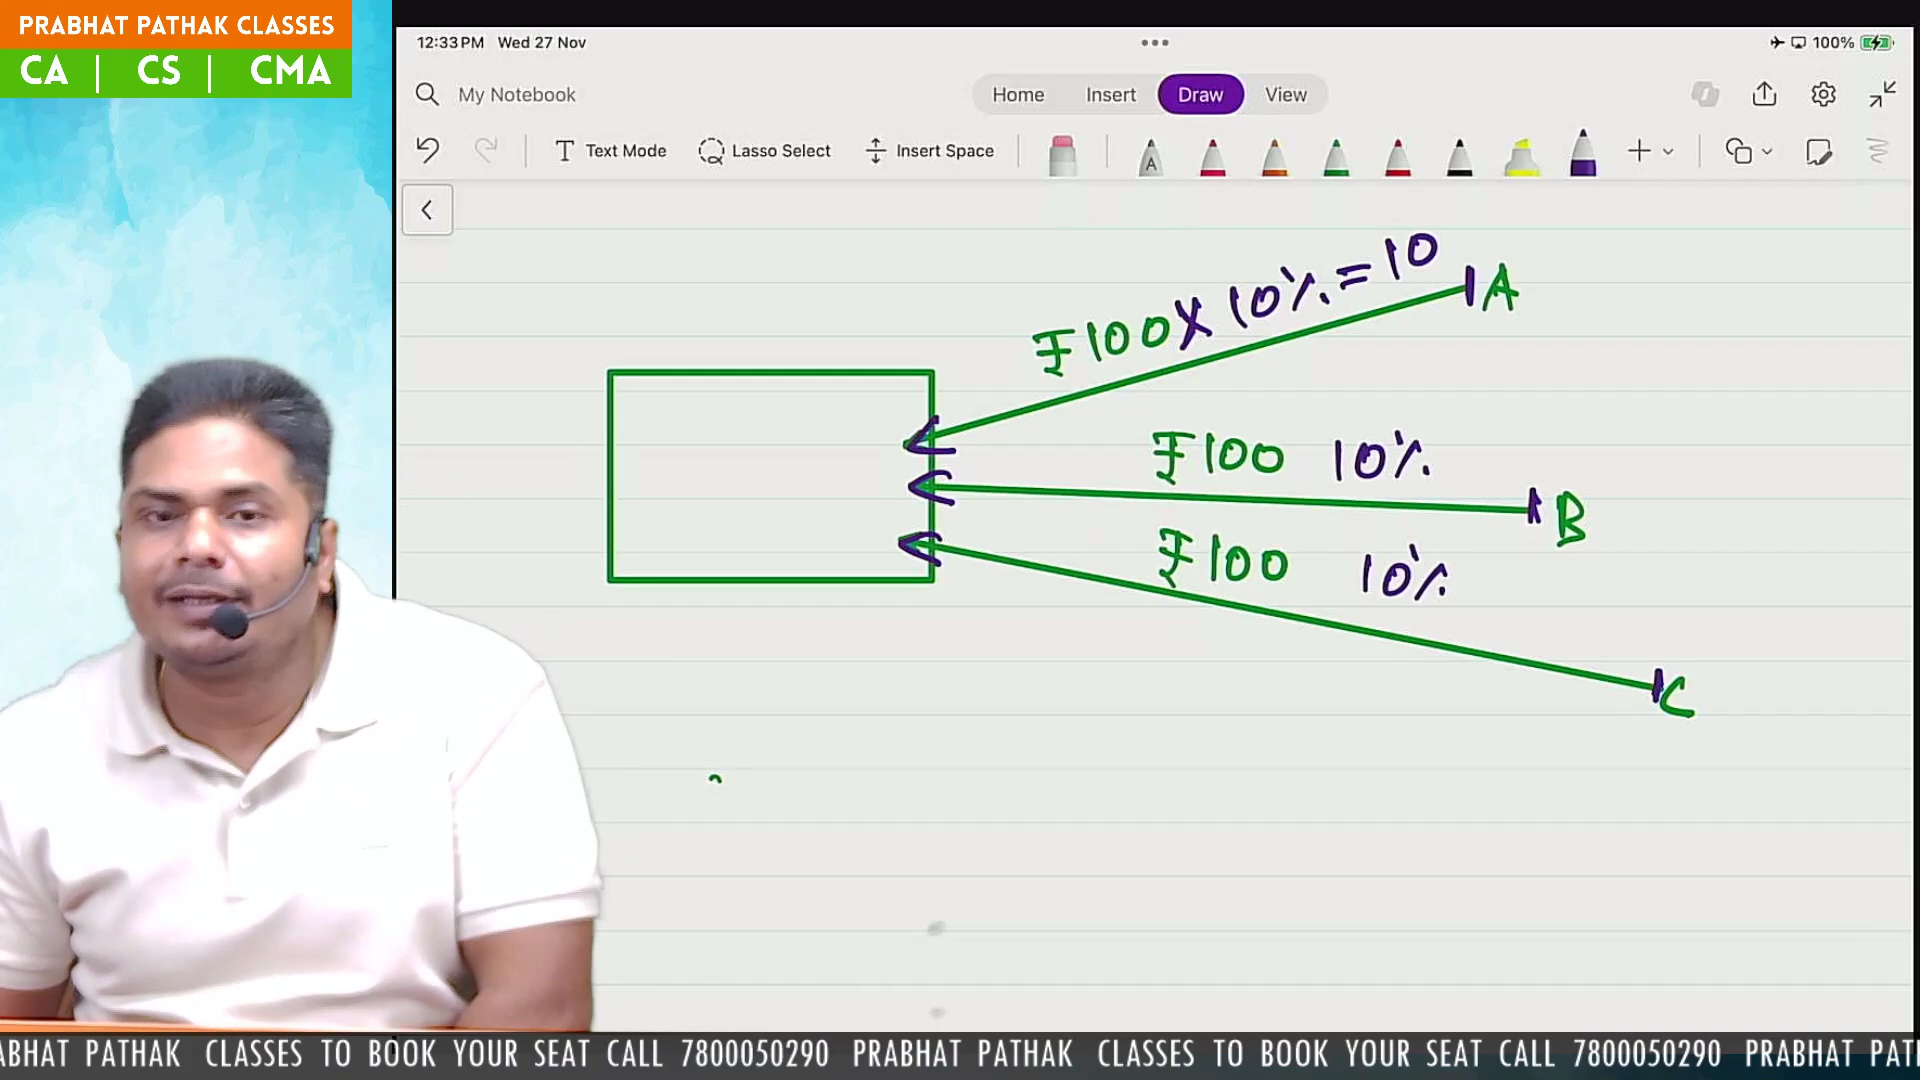 PRABHAT PATHAK CLASSES
CA | CS | CMA
12:33 PM Wed 27 Nov
100%
My Notebook
Home Insert Draw View
Text Mode Lasso Select Insert Space
A
₹100 X 10% = 10 A
₹100 10%
B
₹100 10%
C
ABHAT PATHAK CLASSES TO BOOK YOUR SEAT CALL 7800050290 PRABHAT PATHAK CLASSES TO BOOK YOUR SEAT CALL 7800050290 PRABHAT PAT